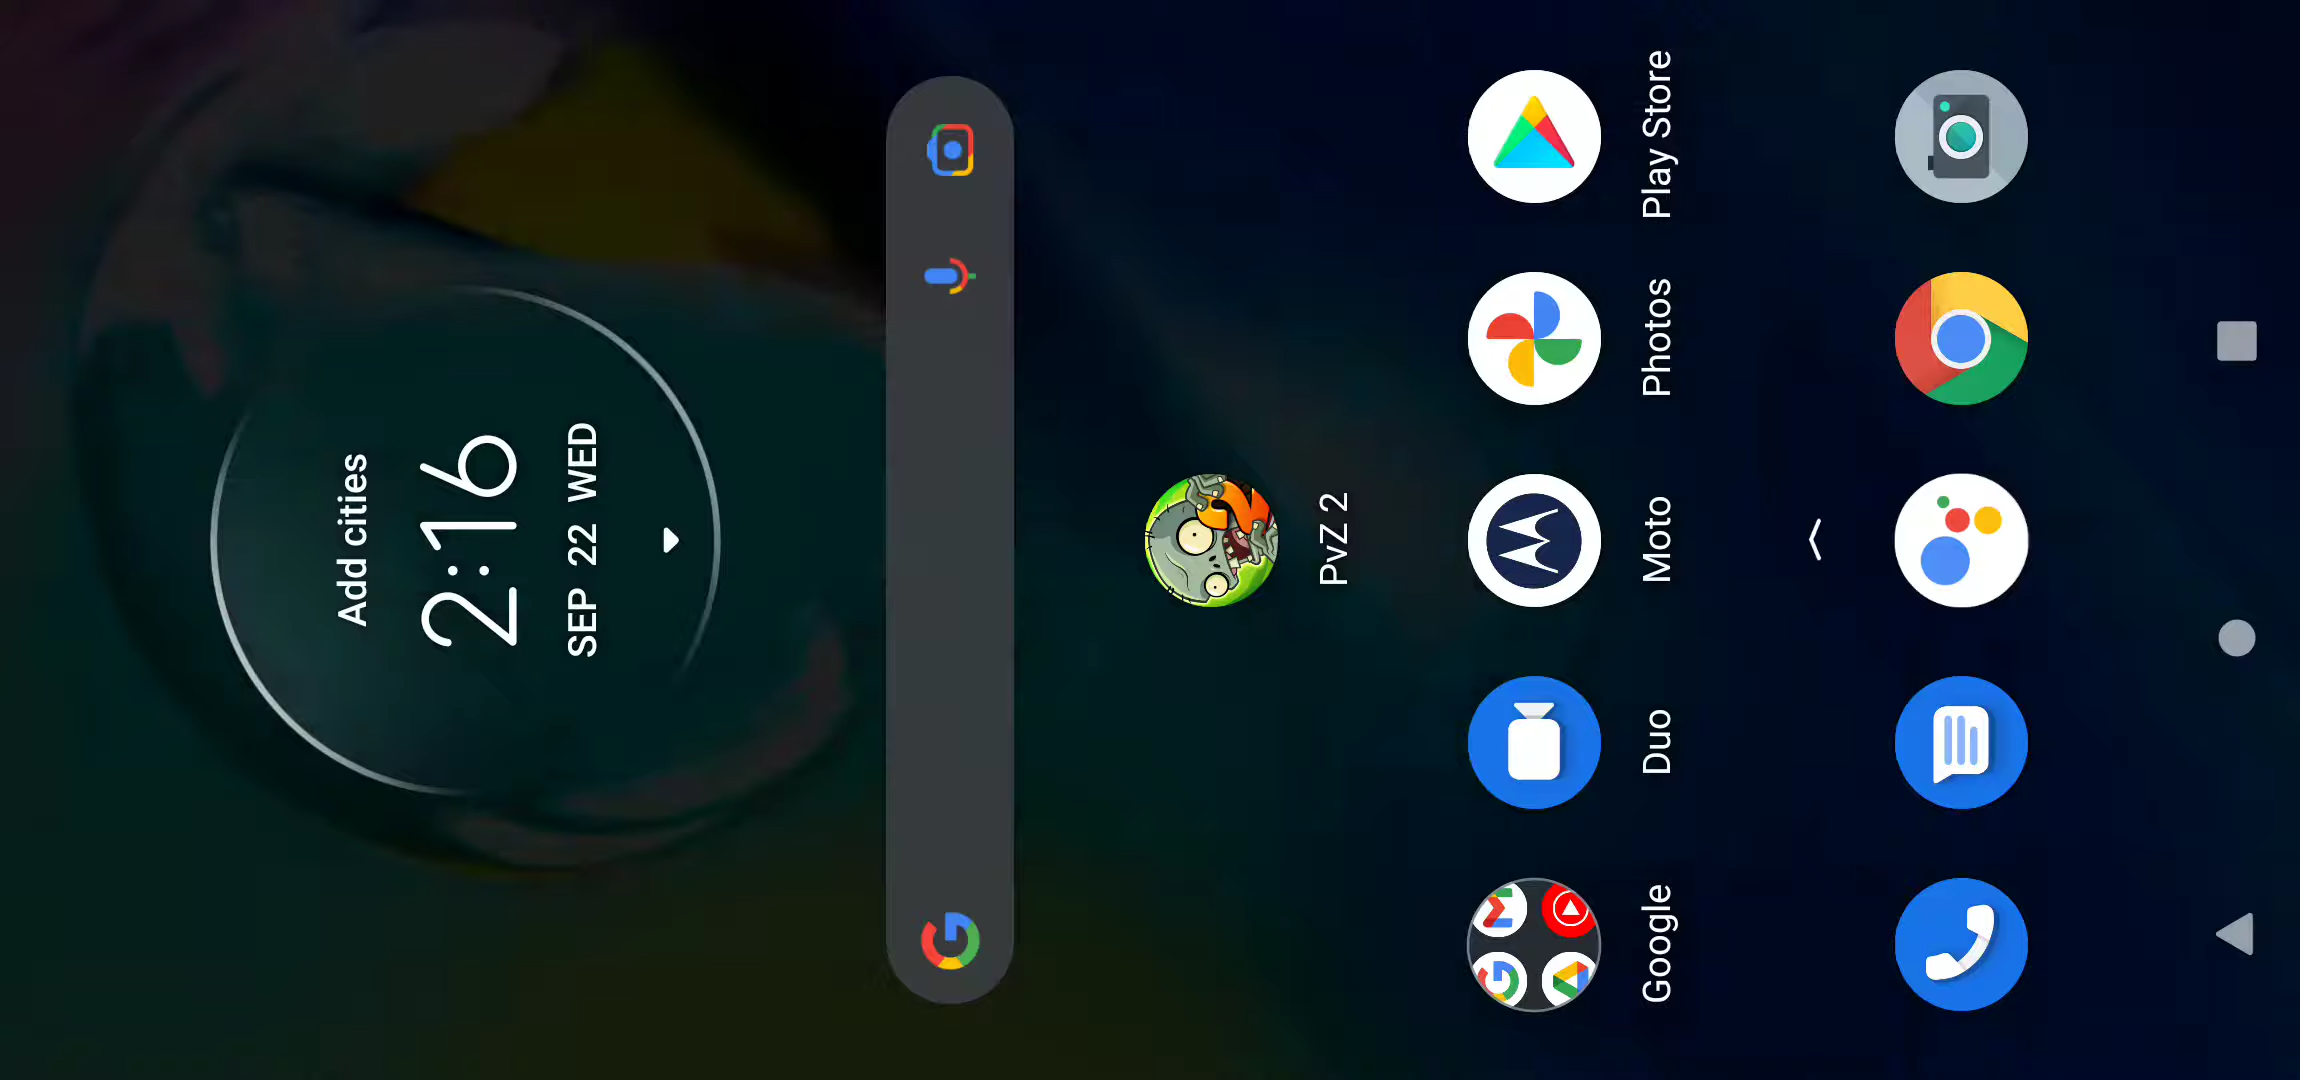 Add cities
2:16
SEP 22 WED
PvZ 2
Google
Duo
Moto
Photos
Play Store